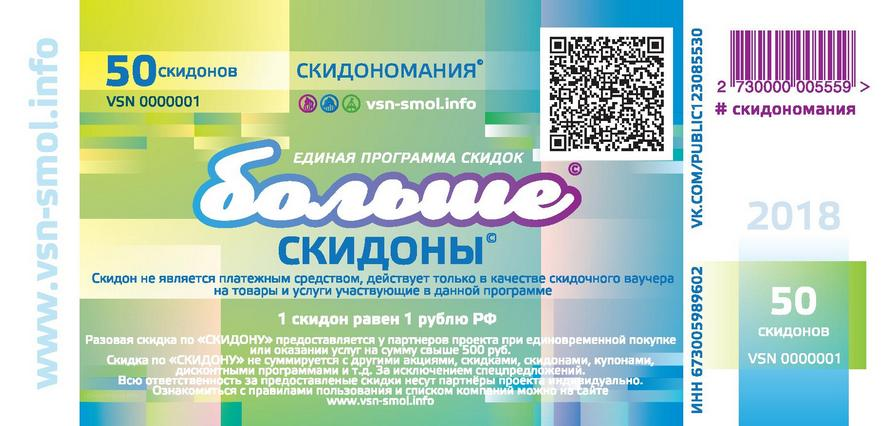 www.vsn-smol.info
50 СКИДОНОВ
VSN 0000001
СКИДОНОМАНИЯ©
vsn-smol.info
ЕДИНАЯ ПРОГРАММА СКИДОК
больше©
СКИДОНЫ©
Скидон не является платежным средством, действует только в качестве скидочного ваучера
на товары и услуги участвующие в данной программе
1 скидон равен 1 рублю РФ
Разовая скидка по «СКИДОНУ» предоставляется у партнеров проекта при единовременной покупке
или оказании услуг на сумму свыше 500 руб.
Скидка по «СКИДОНУ» не суммируется с другими акциями, скидками, скидонами, купонами,
дисконтными программами и т.д. За исключением спецпредложений.
Всю ответственность за предоставленые скидки несут партнёры проекта индивидуально.
Ознакомиться с правилами пользования и списком компаний можно на сайте
www.vsn-smol.info
VK.COM/PUBLIC123085530
ИНН 673005989602
2 730000 005559 >
# скидономания
2018
50
СКИДОНОВ
VSN 0000001